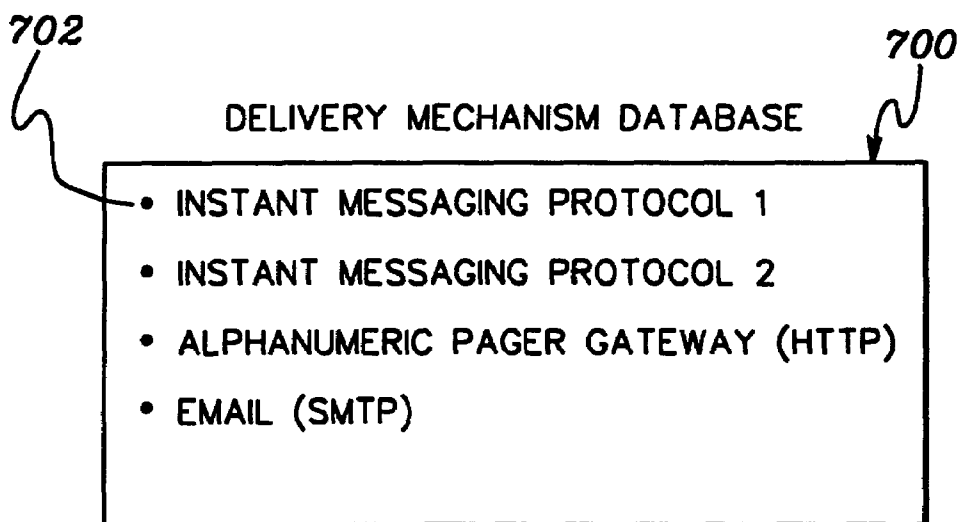 702
700
DELIVERY MECHANISM DATABASE
• INSTANT MESSAGING PROTOCOL 1
• INSTANT MESSAGING PROTOCOL 2
• ALPHANUMERIC PAGER GATEWAY (HTTP)
• EMAIL (SMTP)